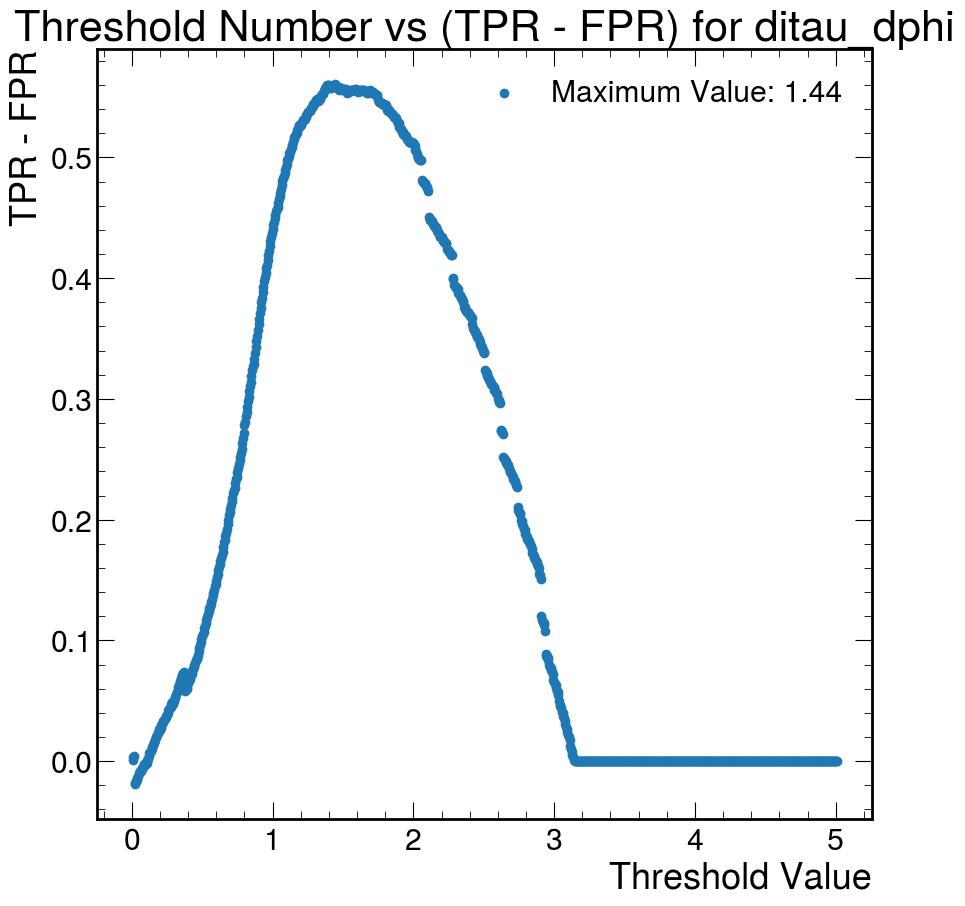 Threshold Number vs (TPR - FPR) for ditau_dphi
TPR - FPR
Maximum Value: 1.44
0.5
0.4
0.3
0.2
0.1
0.0
0 1 2 3 4 5
Threshold Value